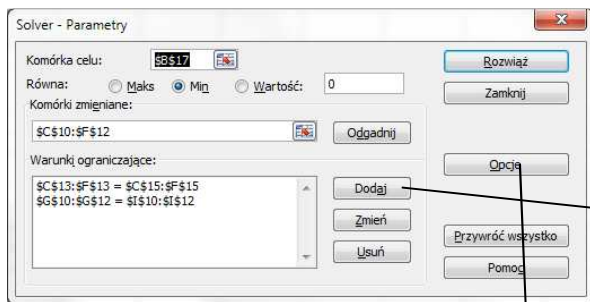 Solver - Parametry
Komórka celu: $B$17
Rozwiąż
Równa: Maks Min Wartość: 0
Zamknij
Komórki zmieniane:
$C$10:$F$12
Odgadnij
Warunki ograniczające:
Opcje
$C$13:$F$13 = $C$15:$F$15
Dodaj
$G$10:$G$12 = $I$10:$I$12
Zmień
Przywróć wszystko
Usuń
Pomoc